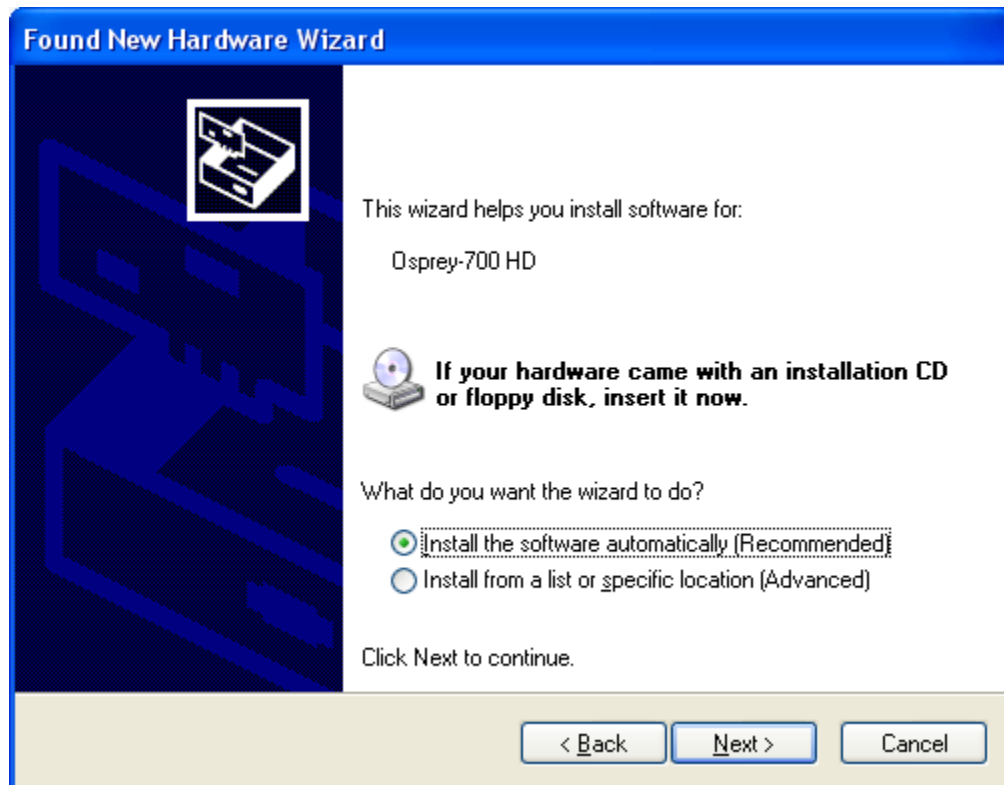 Found New Hardware Wizard
This wizard helps you install software for:
Osprey-700 HD
If your hardware came with an installation CD
or floppy disk, insert it now.
What do you want the wizard to do?
Install the software automatically (Recommended)
Install from a list or specific location (Advanced)
Click Next to continue.
< Back Next > Cancel